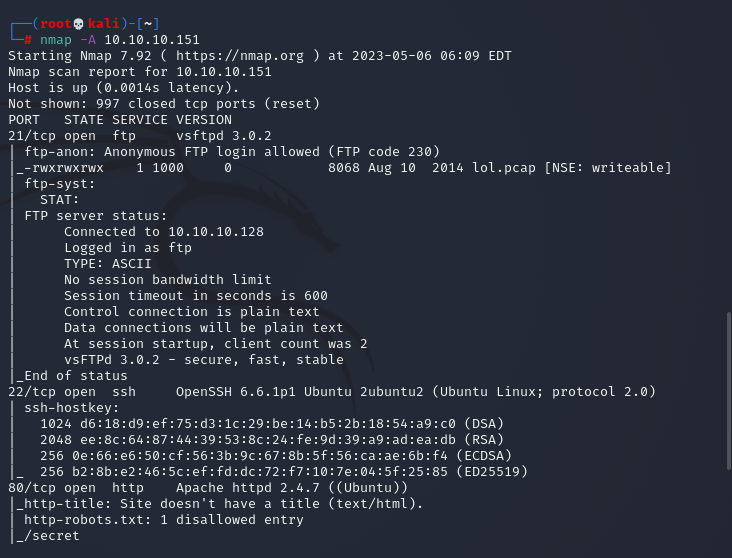 ┌──(root💀kali)-[~]
└─# nmap -A 10.10.10.151
Starting Nmap 7.92 ( https://nmap.org ) at 2023-05-06 06:09 EDT
Nmap scan report for 10.10.10.151
Host is up (0.0014s latency).
Not shown: 997 closed tcp ports (reset)
PORT   STATE SERVICE VERSION
21/tcp open  ftp     vsftpd 3.0.2
| ftp-anon: Anonymous FTP login allowed (FTP code 230)
|_-rwxrwxrwx    1 1000     0            8068 Aug 10  2014 lol.pcap [NSE: writeable]
| ftp-syst:
|   STAT:
| FTP server status:
|      Connected to 10.10.10.128
|      Logged in as ftp
|      TYPE: ASCII
|      No session bandwidth limit
|      Session timeout in seconds is 600
|      Control connection is plain text
|      Data connections will be plain text
|      At session startup, client count was 2
|      vsFTPd 3.0.2 - secure, fast, stable
|_End of status
22/tcp open  ssh     OpenSSH 6.6.1p1 Ubuntu 2ubuntu2 (Ubuntu Linux; protocol 2.0)
| ssh-hostkey:
|   1024 d6:18:d9:ef:75:d3:1c:29:be:14:b5:2b:18:54:a9:c0 (DSA)
|   2048 ee:8c:64:87:44:39:53:8c:24:fe:9d:39:a9:ad:ea:db (RSA)
|   256 0e:66:e6:50:cf:56:3b:9c:67:8b:5f:56:ca:ae:6b:f4 (ECDSA)
|_  256 b2:8b:e2:46:5c:ef:fd:dc:72:f7:10:7e:04:5f:25:85 (ED25519)
80/tcp open  http    Apache httpd 2.4.7 ((Ubuntu))
|_http-title: Site doesn't have a title (text/html).
| http-robots.txt: 1 disallowed entry
|_/secret